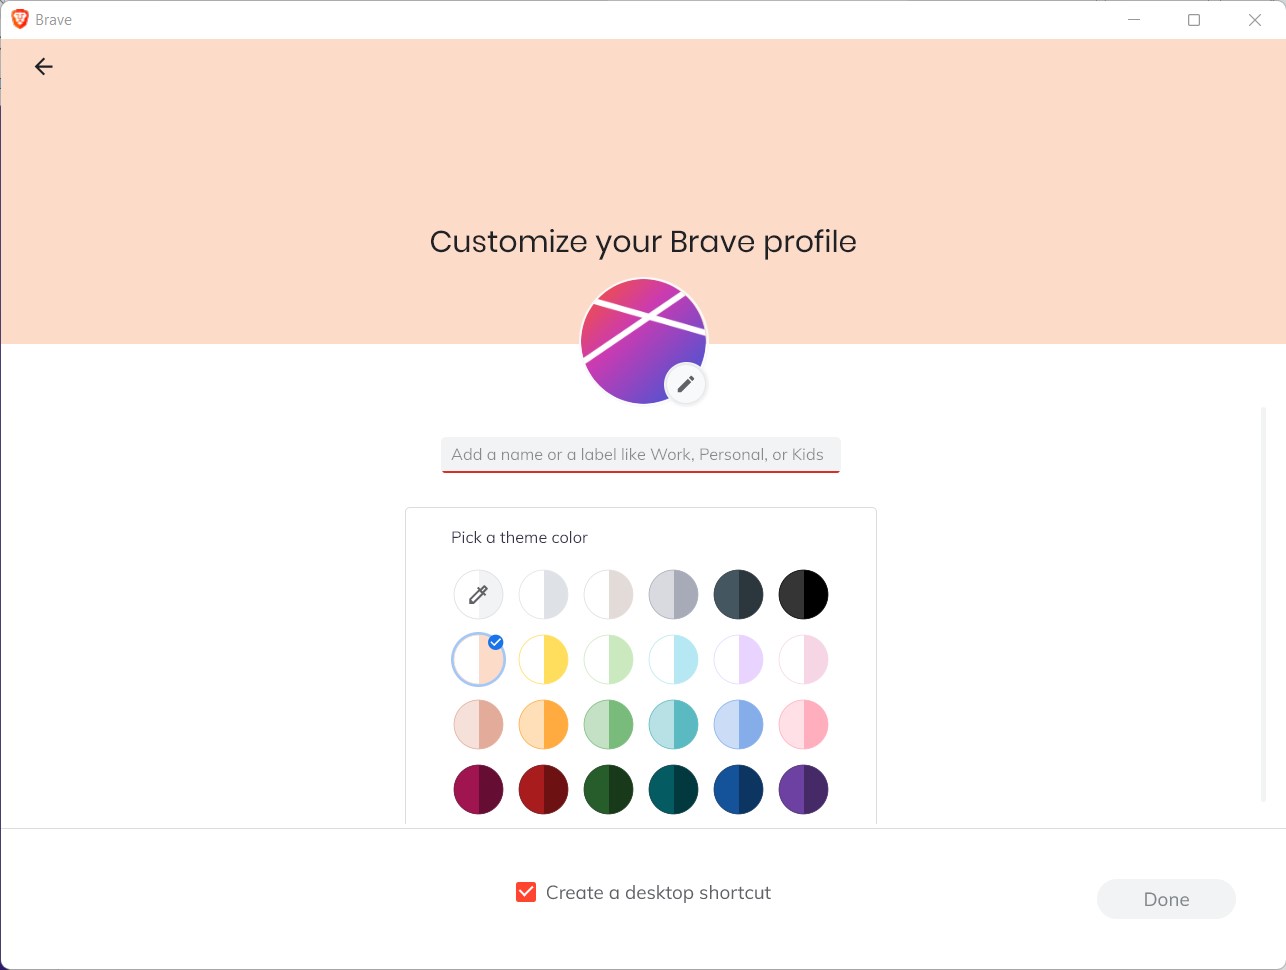 Brave
Customize your Brave profile
Add a name or a label like Work, Personal, or Kids
Pick a theme color
Create a desktop shortcut
Done